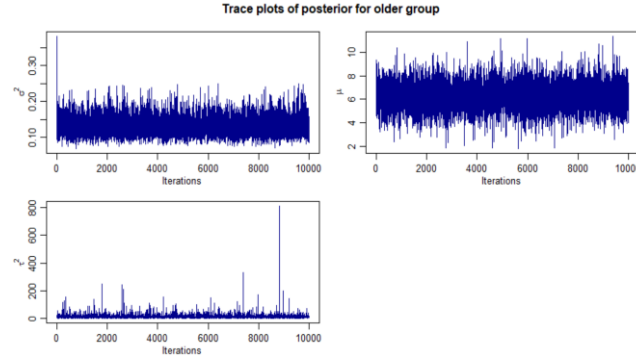 Trace plots of posterior for older group
σ²
0.10 0.20 0.30
0 2000 4000 6000 8000 10000
Iterations
μ
2 4 6 8 10
0 2000 4000 6000 8000 10000
Iterations
τ²
0 200 400 600 800
0 2000 4000 6000 8000 10000
Iterations